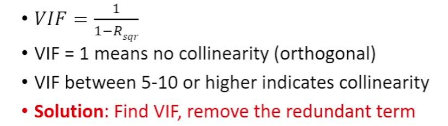 • VIF = 1 / 1−R_sqr
• VIF = 1 means no collinearity (orthogonal)
• VIF between 5-10 or higher indicates collinearity
• Solution: Find VIF, remove the redundant term